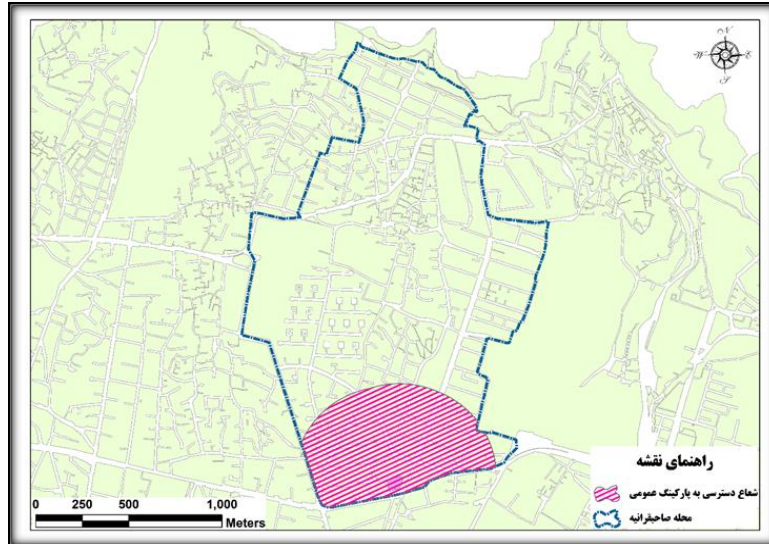 N
W E
S
راهنمای نقشه
شعاع دسترسی به پارکینگ عمومی
محله صاحبقرانیه
0 250 500 1,000
Meters